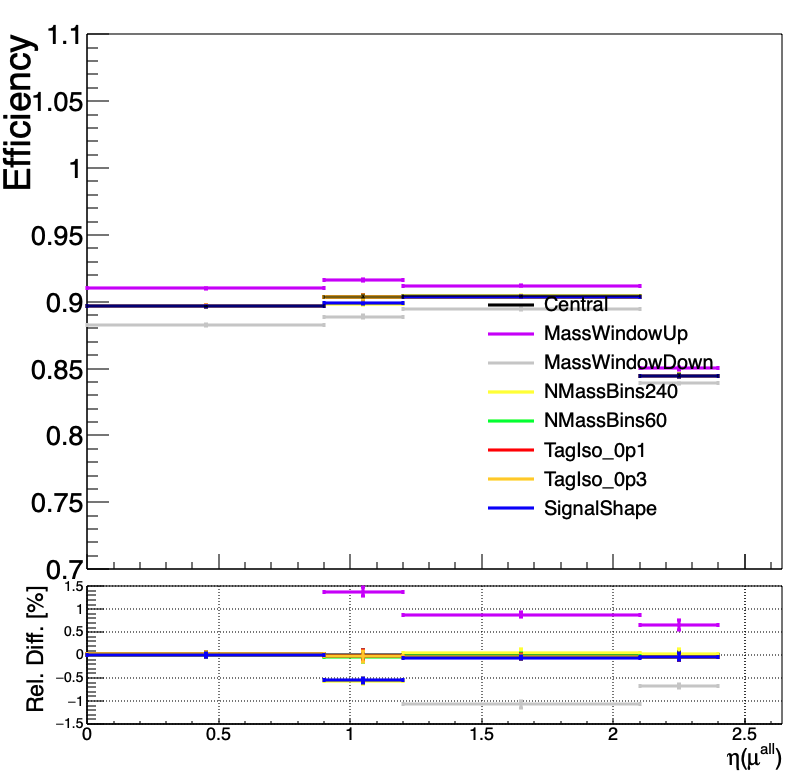 Efficiency
1.1
1.05
1
0.95
0.9
0.85
0.8
0.75
0.7
Central
MassWindowUp
MassWindowDown
NMassBins240
NMassBins60
TagIso_0p1
TagIso_0p3
SignalShape
Rel. Diff. [%]
1.5
1
0.5
0
−0.5
−1
−1.5
0 0.5 1 1.5 2 2.5
η(μ^all)